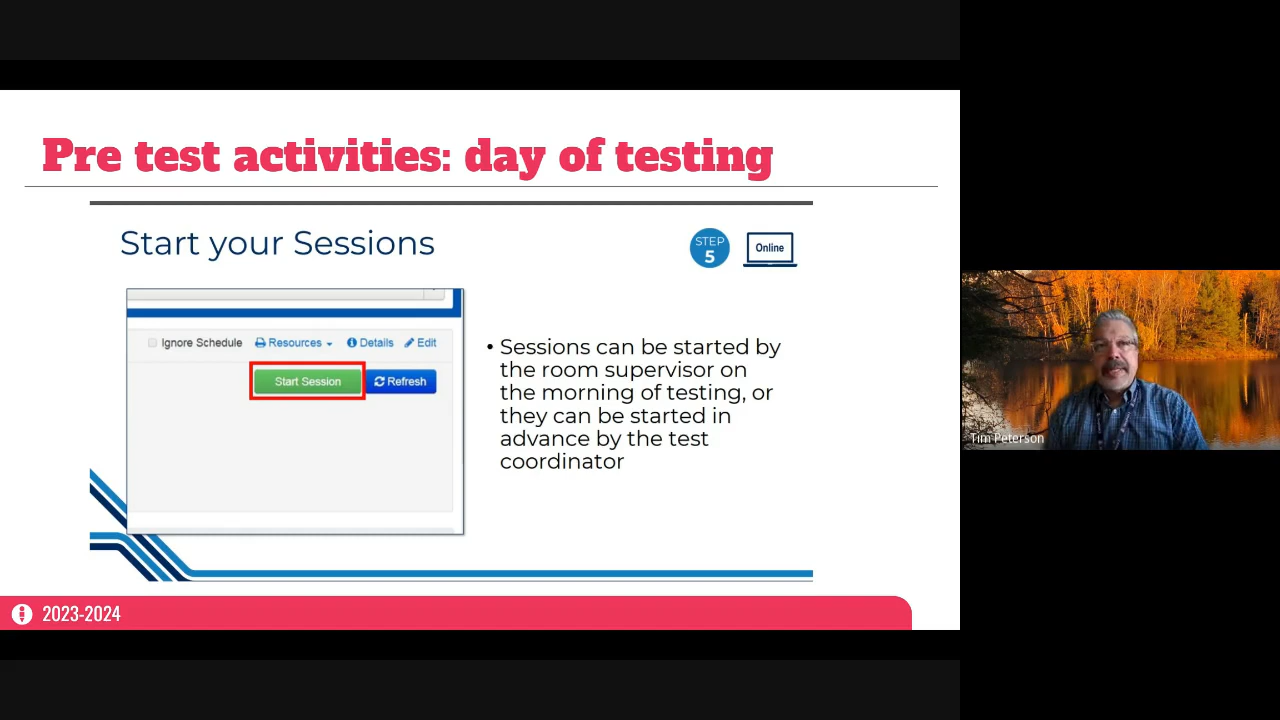 Pre test activities: day of testing
Start your Sessions
STEP
5
Online
Ignore Schedule
Resources
Details
Edit
Start Session
Refresh
• Sessions can be started by
the room supervisor on
the morning of testing, or
they can be started in
advance by the test
coordinator
Tim Peterson
2023-2024